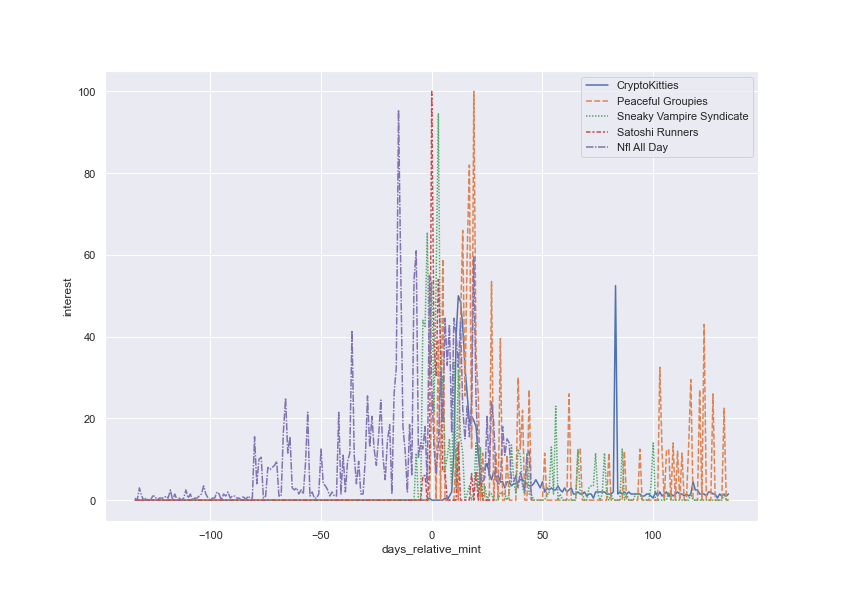 CryptoKitties
Peaceful Groupies
Sneaky Vampire Syndicate
Satoshi Runners
Nfl All Day
100
80
60
40
20
0
interest
−100
−50
0
50
100
days_relative_mint